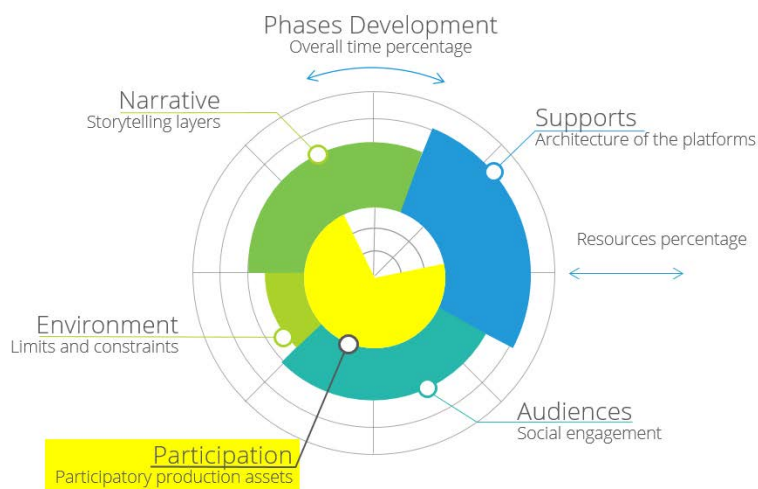 Phases Development
Overall time percentage
Narrative
Storytelling layers
Supports
Architecture of the platforms
Resources percentage
Environment
Limits and constraints
Audiences
Social engagement
Participation
Participatory production assets